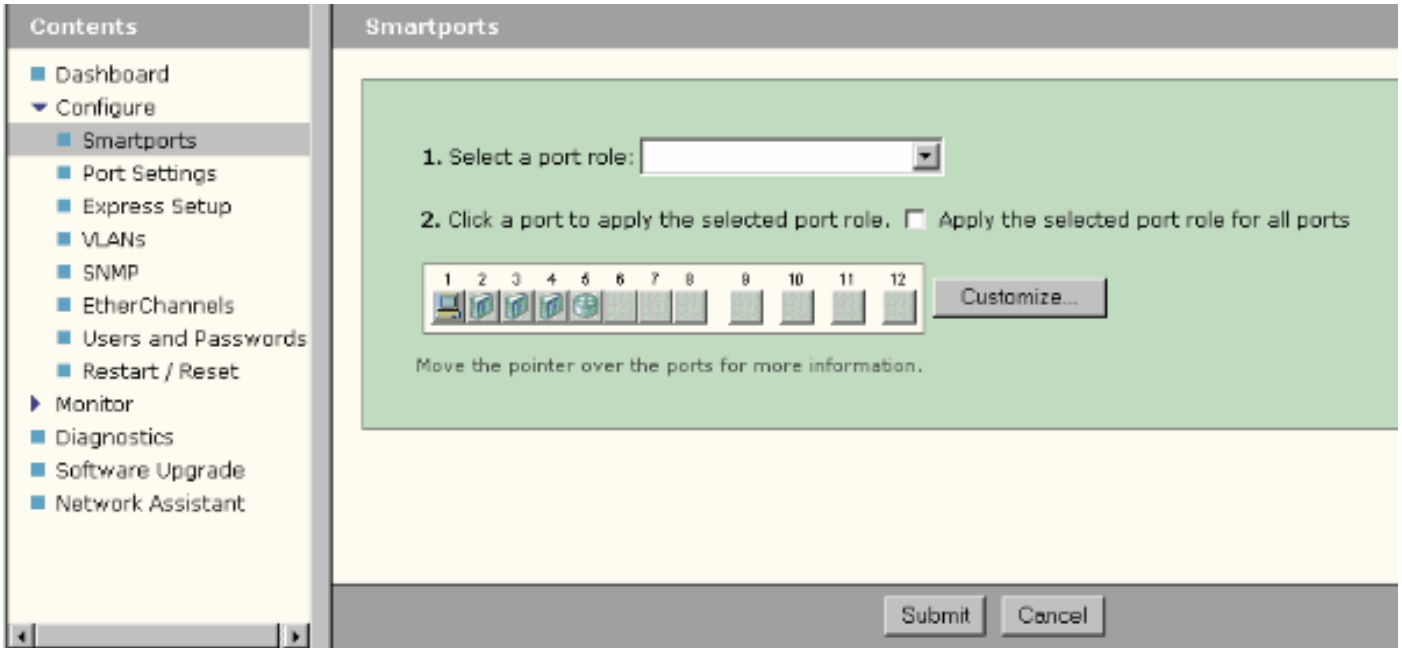 Contents
Dashboard
Configure
Smartports
Port Settings
Express Setup
VLANs
SNMP
EtherChannels
Users and Passwords
Restart / Reset
Monitor
Diagnostics
Software Upgrade
Network Assistant
Smartports
1. Select a port role:
2. Click a port to apply the selected port role. Apply the selected port role for all ports
1 2 3 4 5 6 7 8 9 10 11 12
Customize...
Move the pointer over the ports for more information.
Submit Cancel